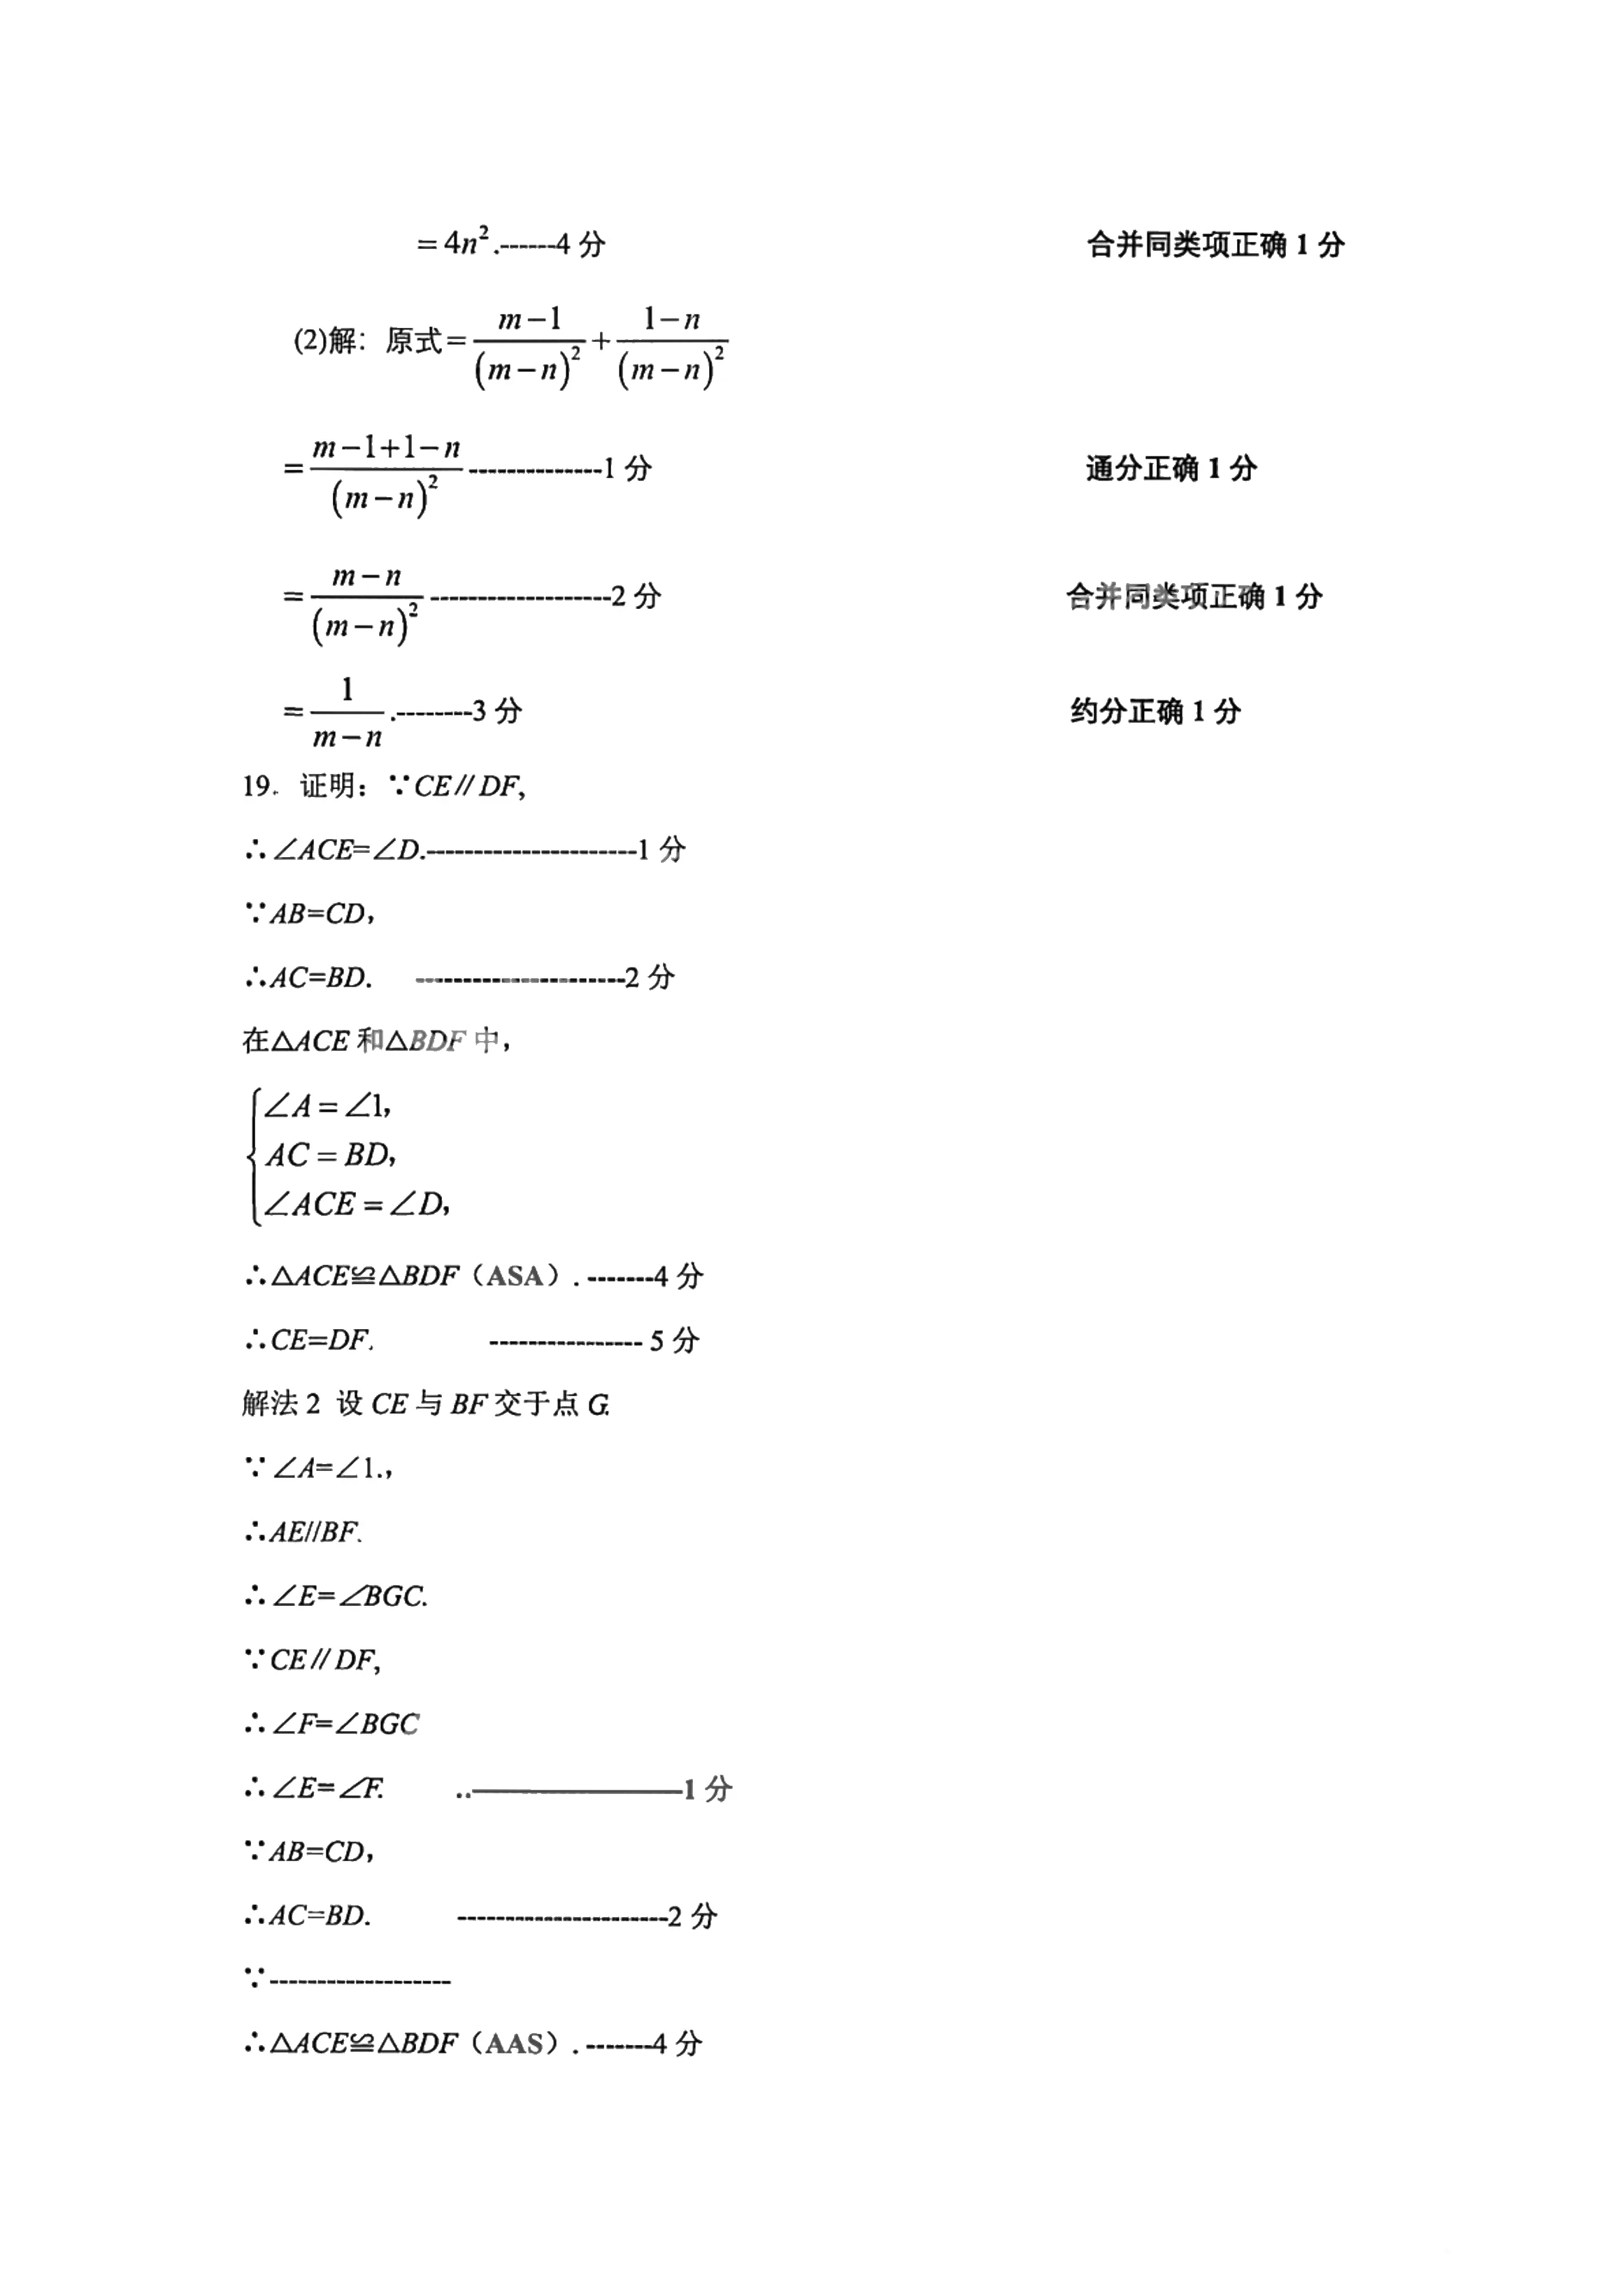 = 4n².------4 分 合并同类项正确 1 分
(2)解：原式= (m-1)/(m-n)² + (1-n)/(m-n)²
= (m-1+1-n)/(m-n)² --------------1 分 通分正确 1 分
= (m-n)/(m-n)² -------------------2 分 合并同类项正确 1 分
= 1/(m-n) .--------3 分 约分正确 1 分
19. 证明：∵CE∥DF,
∴∠ACE=∠D.----------------------1 分
∵AB=CD，
∴AC=BD. ----------------------2 分
在△ACE 和△BDF 中，
{∠A = ∠1,
AC = BD,
∠ACE = ∠D,
∴△ACE≌△BDF（ASA）. -------4 分
∴CE=DF. ---------------- 5 分
解法 2 设 CE 与 BF 交于点 G.
∵∠A=∠1.，
∴AE//BF.
∴∠E=∠BGC.
∵CE∥DF,
∴∠F=∠BGC
∴∠E=∠F. ..———————1 分
∵AB=CD，
∴AC=BD. ----------------------2 分
∵-------------------
∴△ACE≌△BDF（AAS）. -------4 分